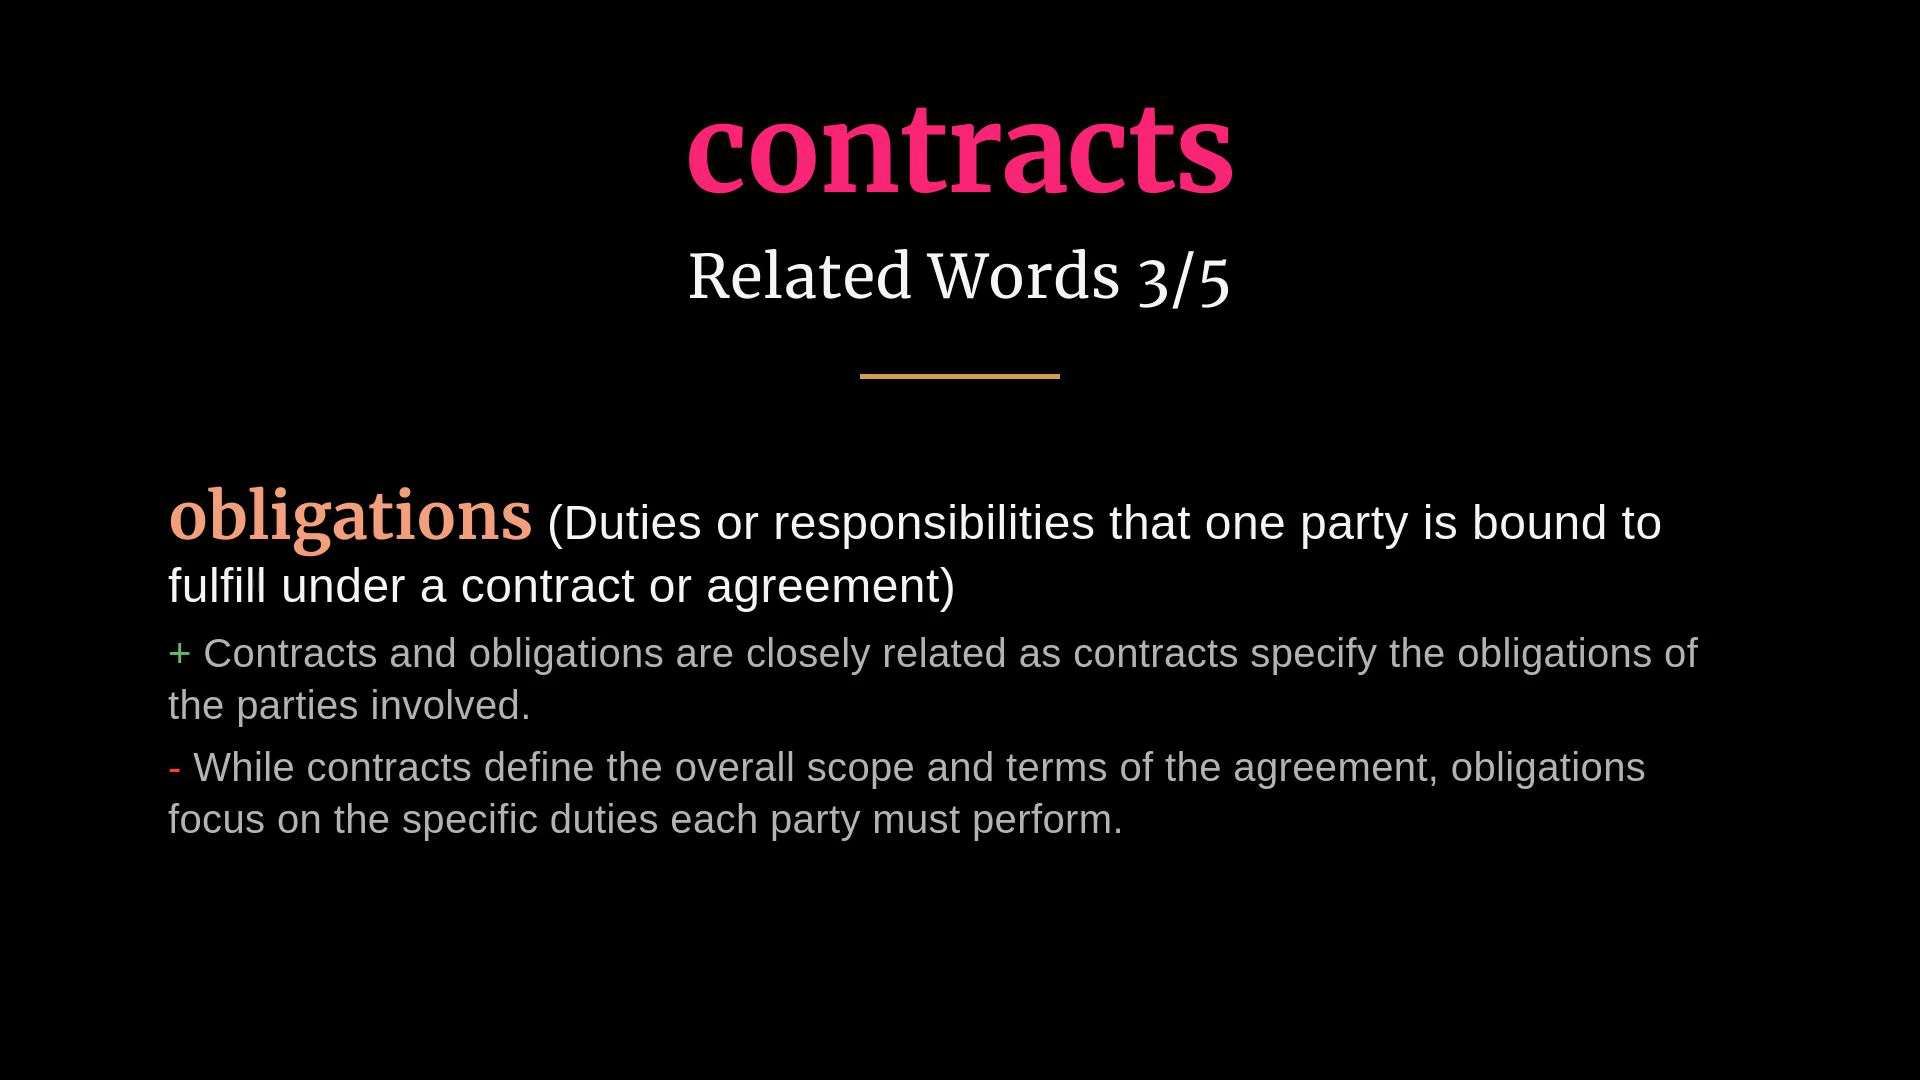 contracts
Related Words 3/5
obligations (Duties or responsibilities that one party is bound to
fulfill under a contract or agreement)
+ Contracts and obligations are closely related as contracts specify the obligations of
the parties involved.
- While contracts define the overall scope and terms of the agreement, obligations
focus on the specific duties each party must perform.